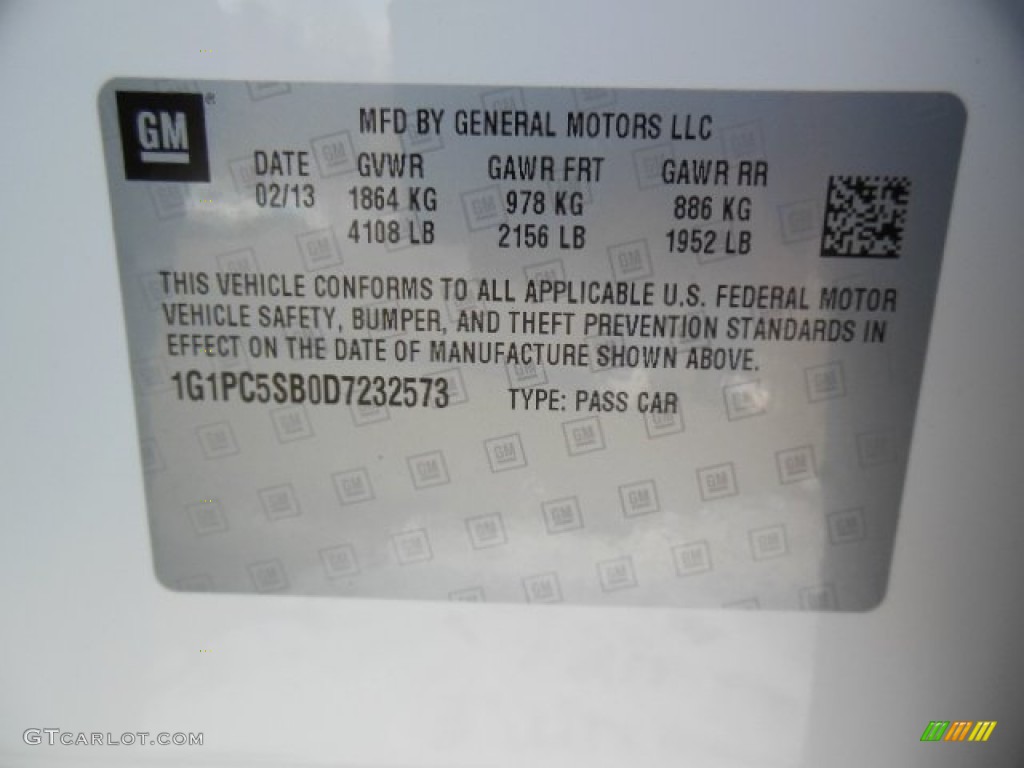 GM®
MFD BY GENERAL MOTORS LLC
DATE GVWR GAWR FRT GAWR RR
02/13 1864 KG 978 KG 886 KG
4108 LB 2156 LB 1952 LB
THIS VEHICLE CONFORMS TO ALL APPLICABLE U.S. FEDERAL MOTOR
VEHICLE SAFETY, BUMPER, AND THEFT PREVENTION STANDARDS IN
EFFECT ON THE DATE OF MANUFACTURE SHOWN ABOVE.
1G1PC5SB0D7232573 TYPE: PASS CAR
GTCARLOT.COM